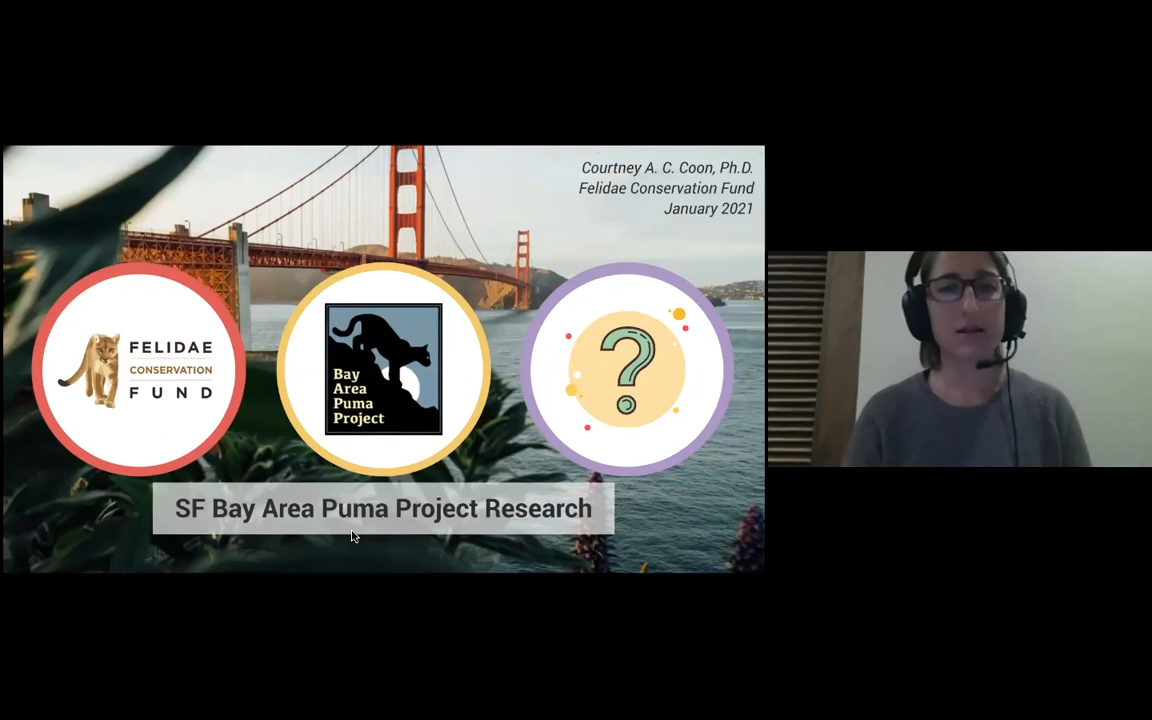 Courtney A. C. Coon, Ph.D.
Felidae Conservation Fund
January 2021
FELIDAE
CONSERVATION
FUND
Bay
Area
Puma
Project
?
SF Bay Area Puma Project Research